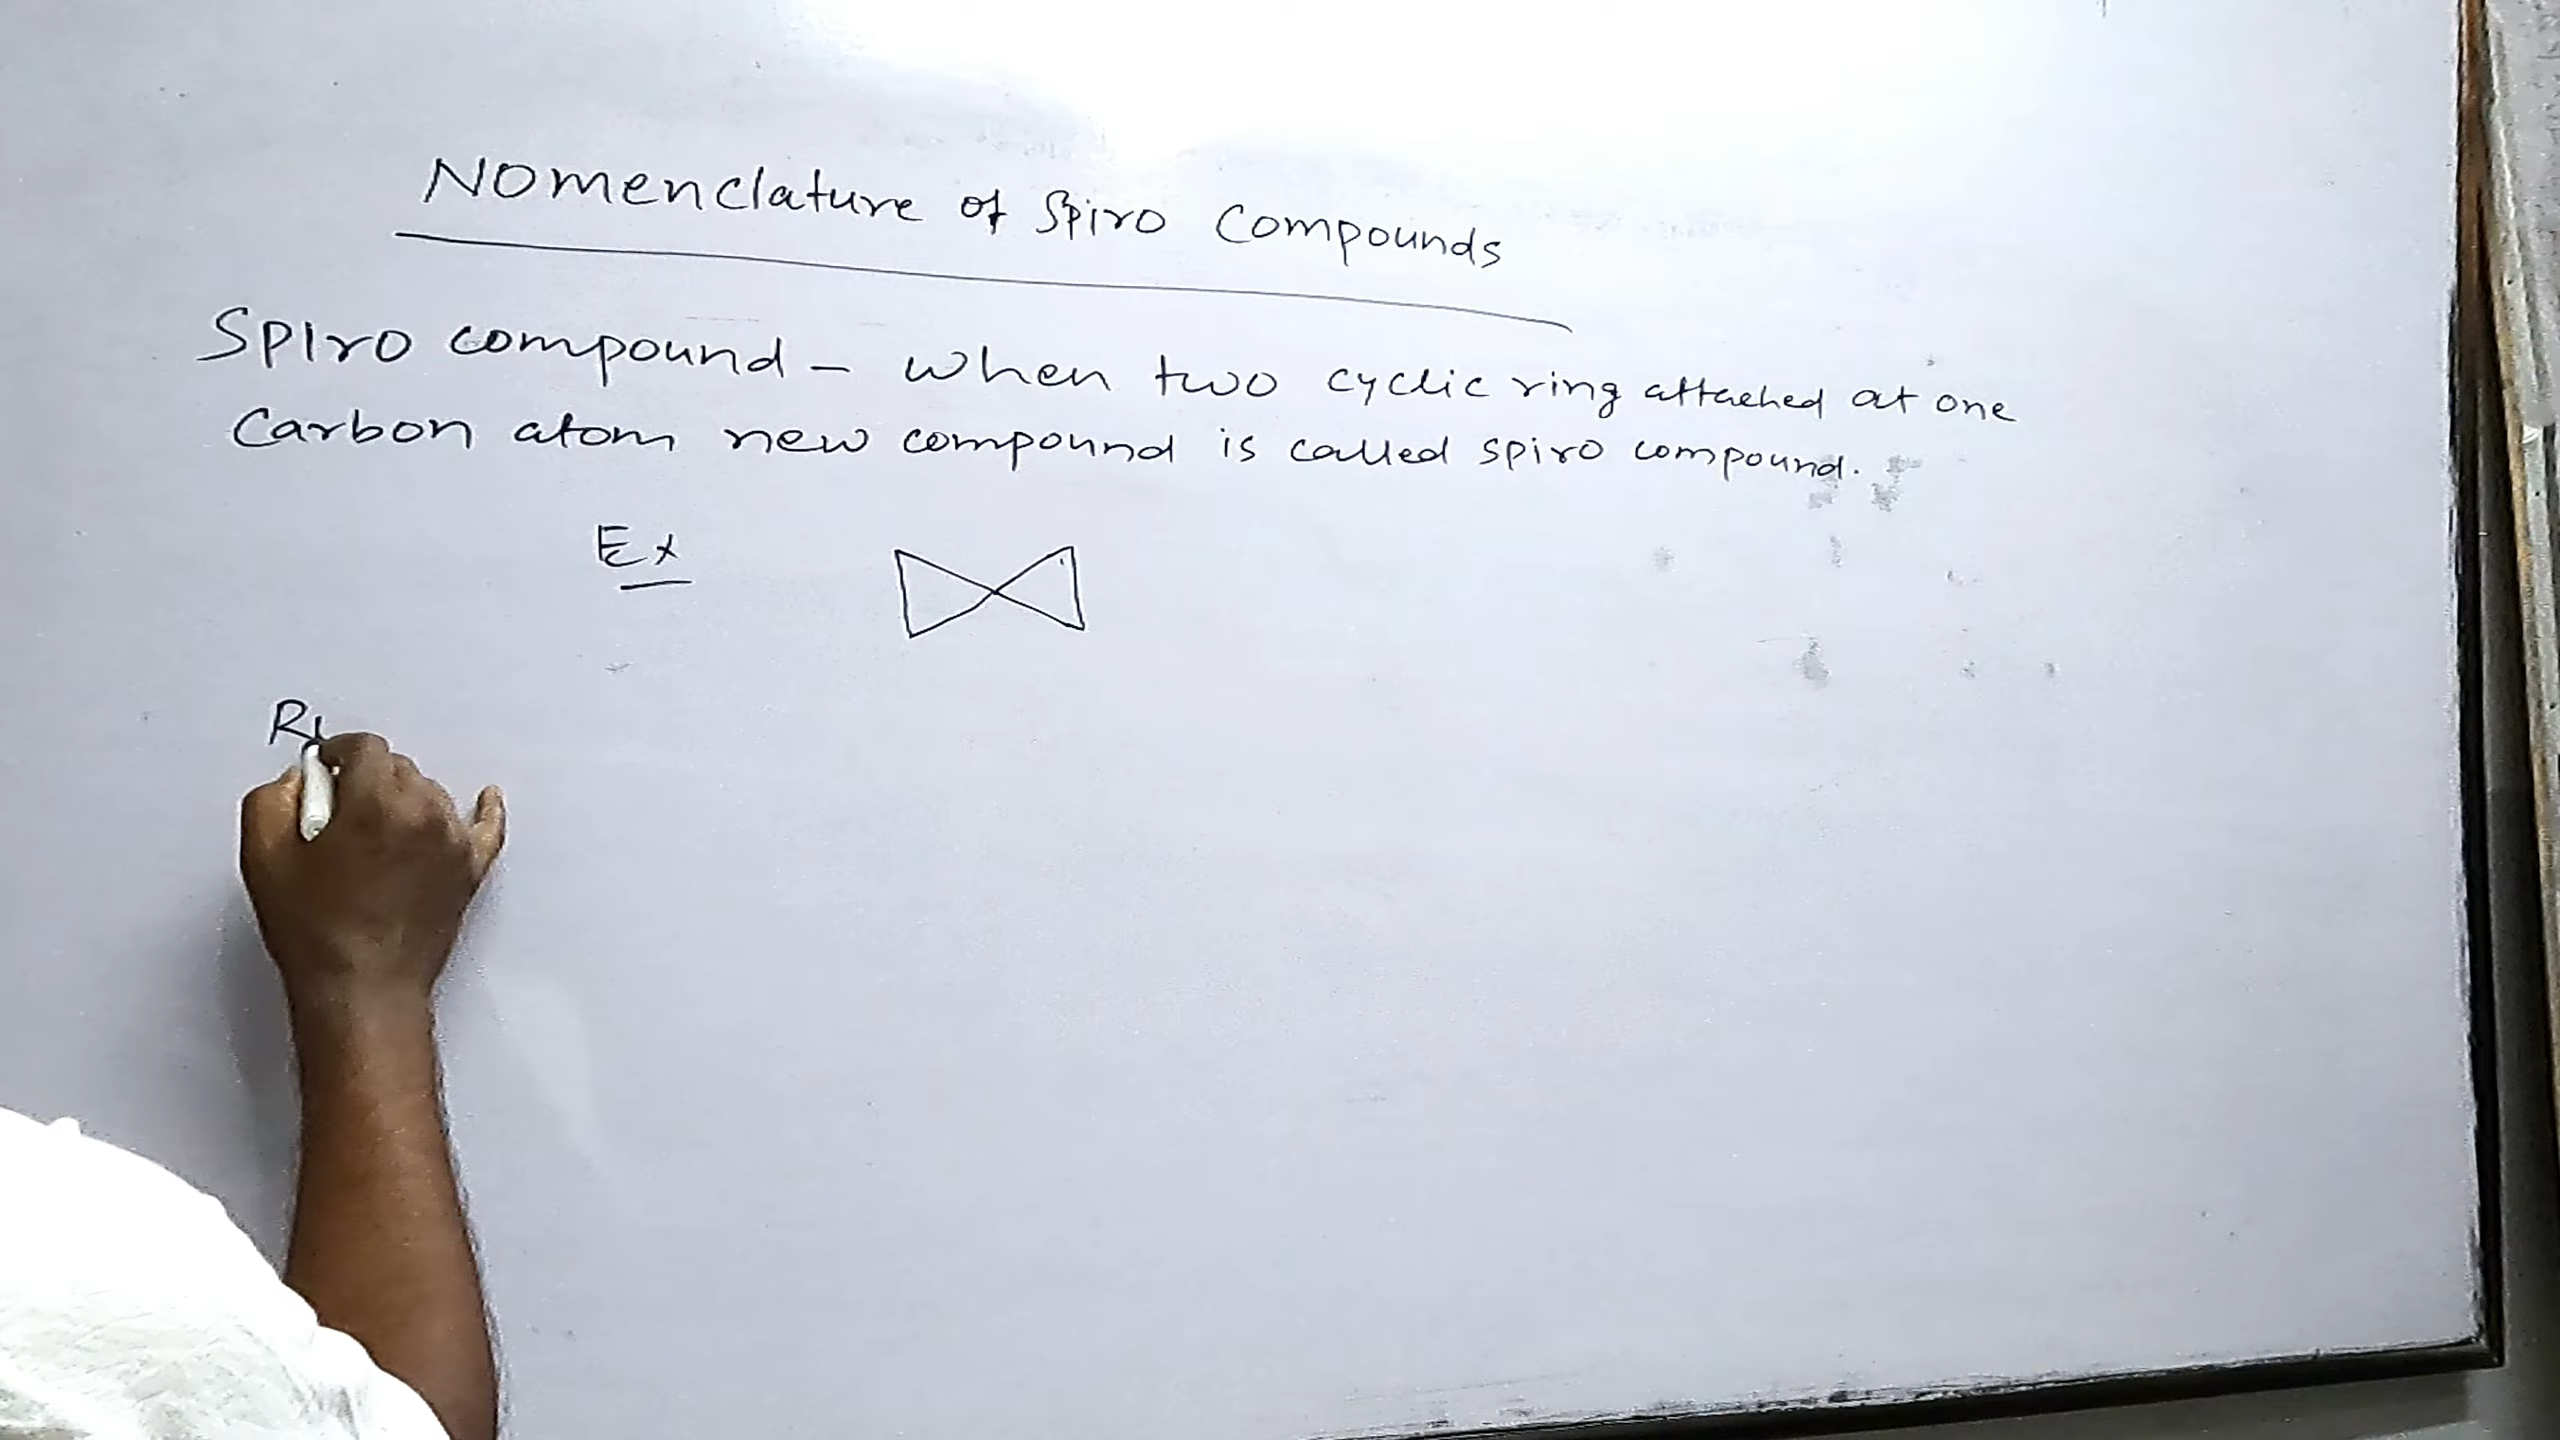 Nomenclature of Spiro Compounds
Spiro compound - when two cyclic ring attached at one
Carbon atom new compound is called spiro compound.
Ex